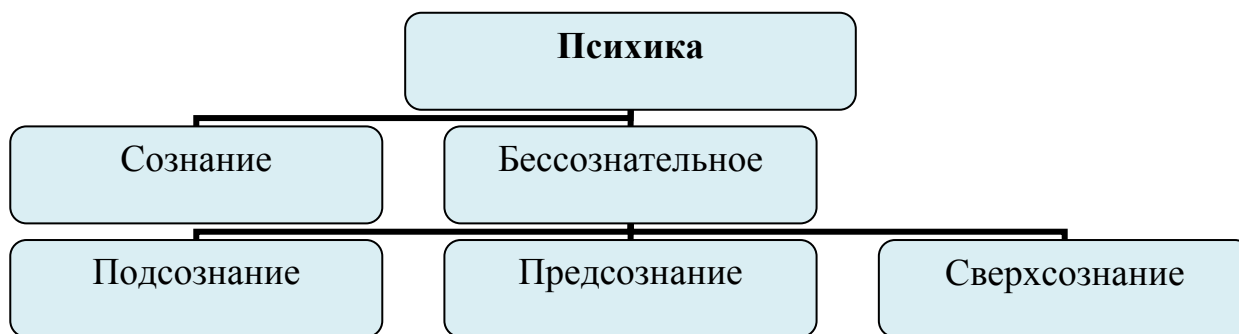 Психика
Сознание
Бессознательное
Подсознание
Предсознание
Сверхсознание